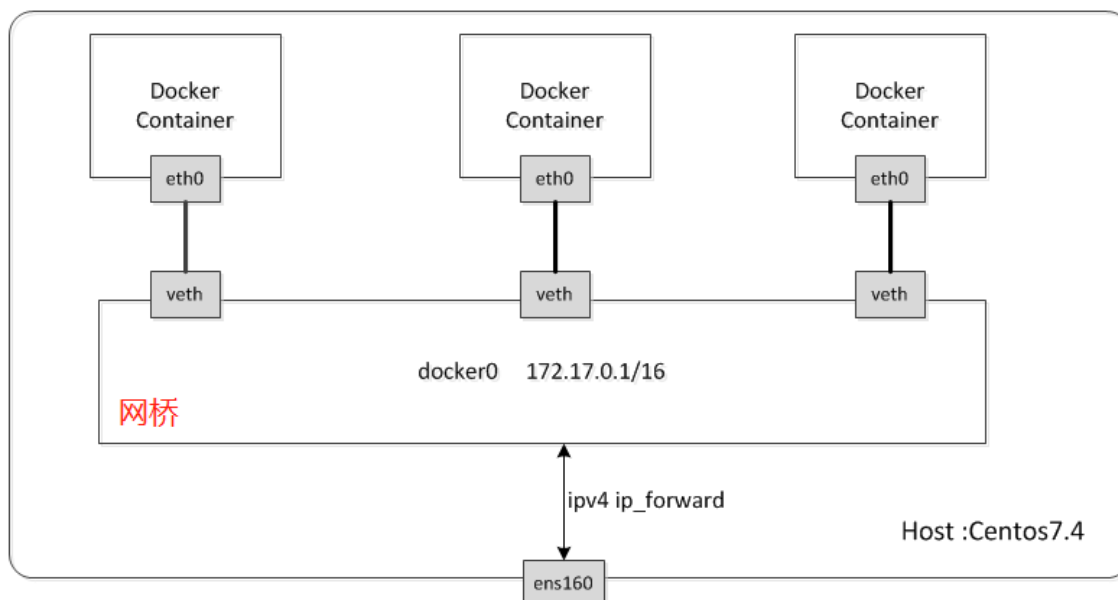 Docker
Container
Docker
Container
Docker
Container
eth0
eth0
eth0
veth
veth
veth
docker0 172.17.0.1/16
网桥
ipv4 ip_forward
Host :Centos7.4
ens160